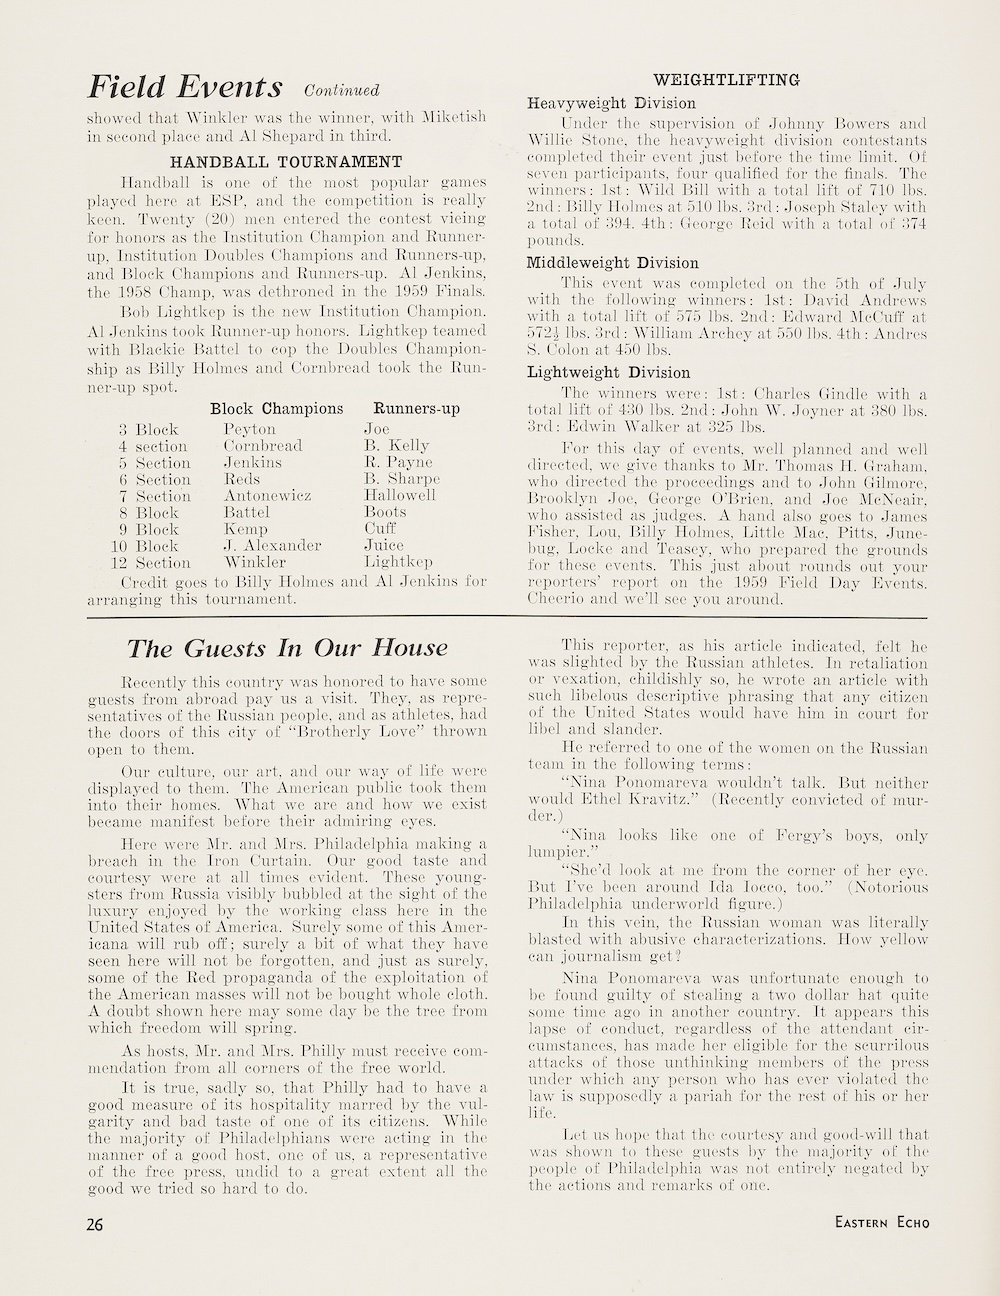 Field Events Continued
showed that Winkler was the winner, with Miketish
in second place and Al Shepard in third.
HANDBALL TOURNAMENT
Handball is one of the most popular games
played here at ESP, and the competition is really
keen. Twenty (20) men entered the contest vieing
for honors as the Institution Champion and Runner-
up, Institution Doubles Champions and Runners-up,
and Block Champions and Runners-up. Al Jenkins,
the 1958 Champ, was dethroned in the 1959 Finals.
Bob Lightkep is the new Institution Champion.
Al Jenkins took Runner-up honors. Lightkep teamed
with Blackie Battel to cop the Doubles Champion-
ship as Billy Holmes and Cornbread took the Run-
ner-up spot.
Block Champions Runners-up
3 Block Peyton Joe
4 section Cornbread B. Kelly
5 Section Jenkins R. Payne
6 Section Reds B. Sharpe
7 Section Antonewicz Hallowell
8 Block Battel Boots
9 Block Kemp Cuff
10 Block J. Alexander Juice
12 Section Winkler Lightkep
Credit goes to Billy Holmes and Al Jenkins for
arranging this tournament.
WEIGHTLIFTING
Heavyweight Division
Under the supervision of Johnny Bowers and
Willie Stone, the heavyweight division contestants
completed their event just before the time limit. Of
seven participants, four qualified for the finals. The
winners: 1st: Wild Bill with a total lift of 710 lbs.
2nd: Billy Holmes at 510 lbs. 3rd: Joseph Staley with
a total of 394. 4th: George Reid with a total of 374
pounds.
Middleweight Division
This event was completed on the 5th of July
with the following winners: 1st: David Andrews
with a total lift of 575 lbs. 2nd: Edward McCuff at
572½ lbs. 3rd: William Archey at 550 lbs. 4th: Andres
S. Colon at 450 lbs.
Lightweight Division
The winners were: 1st: Charles Gindle with a
total lift of 430 lbs. 2nd: John W. Joyner at 380 lbs.
3rd: Edwin Walker at 325 lbs.
For this day of events, well planned and well
directed, we give thanks to Mr. Thomas H. Graham,
who directed the proceedings and to John Gilmore,
Brooklyn Joe, George O'Brien, and Joe McNeair,
who assisted as judges. A hand also goes to James
Fisher, Lou, Billy Holmes, Little Mac, Pitts, June-
bug, Locke and Teasey, who prepared the grounds
for these events. This just about rounds out your
reporters' report on the 1959 Field Day Events.
Cheerio and we'll see you around.
The Guests In Our House
Recently this country was honored to have some
guests from abroad pay us a visit. They, as repre-
sentatives of the Russian people, and as athletes, had
the doors of this city of "Brotherly Love" thrown
open to them.
Our culture, our art, and our way of life were
displayed to them. The American public took them
into their homes. What we are and how we exist
became manifest before their admiring eyes.
Here were Mr. and Mrs. Philadelphia making a
breach in the Iron Curtain. Our good taste and
courtesy were at all times evident. These young-
sters from Russia visibly bubbled at the sight of the
luxury enjoyed by the working class here in the
United States of America. Surely some of this Amer-
icana will rub off; surely a bit of what they have
seen here will not be forgotten, and just as surely,
some of the Red propaganda of the exploitation of
the American masses will not be bought whole cloth.
A doubt shown here may some day be the tree from
which freedom will spring.
As hosts, Mr. and Mrs. Philly must receive com-
mendation from all corners of the free world.
It is true, sadly so, that Philly had to have a
good measure of its hospitality marred by the vul-
garity and bad taste of one of its citizens. While
the majority of Philadelphians were acting in the
manner of a good host, one of us, a representative
of the free press, undid to a great extent all the
good we tried so hard to do.
This reporter, as his article indicated, felt he
was slighted by the Russian athletes. In retaliation
or vexation, childishly so, he wrote an article with
such libelous descriptive phrasing that any citizen
of the United States would have him in court for
libel and slander.
He referred to one of the women on the Russian
team in the following terms:
"Nina Ponomareva wouldn't talk. But neither
would Ethel Kravitz." (Recently convicted of mur-
der.)
"Nina looks like one of Fergy's boys, only
lumpier."
"She'd look at me from the corner of her eye.
But I've been around Ida Iocco, too." (Notorious
Philadelphia underworld figure.)
In this vein, the Russian woman was literally
blasted with abusive characterizations. How yellow
can journalism get?
Nina Ponomareva was unfortunate enough to
be found guilty of stealing a two dollar hat quite
some time ago in another country. It appears this
lapse of conduct, regardless of the attendant cir-
cumstances, has made her eligible for the scurrilous
attacks of those unthinking members of the press
under which any person who has ever violated the
law is supposedly a pariah for the rest of his or her
life.
Let us hope that the courtesy and good-will that
was shown to these guests by the majority of the
people of Philadelphia was not entirely negated by
the actions and remarks of one.
26
EASTERN ECHO